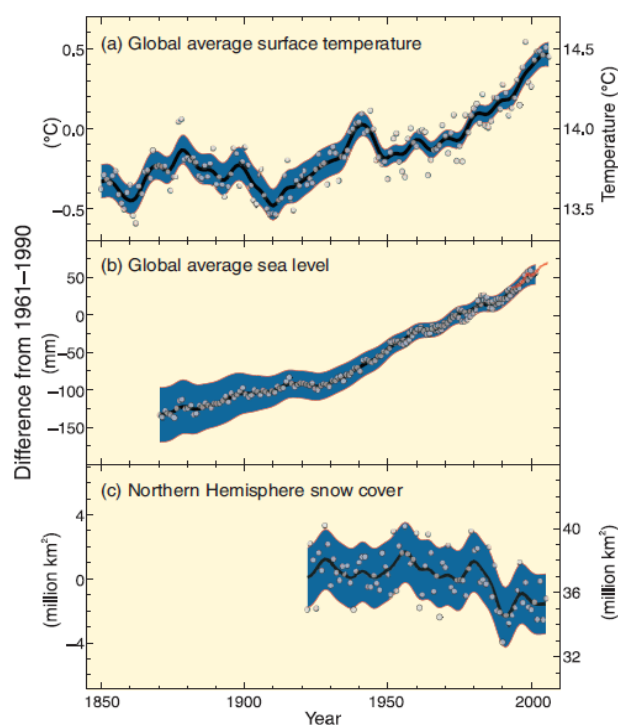 (a) Global average surface temperature
0.5
0.0
−0.5
(°C)
14.5
14.0
13.5
Temperature (°C)
(b) Global average sea level
50
0
−50
−100
−150
(mm)
Difference from 1961–1990
(c) Northern Hemisphere snow cover
4
0
−4
(million km²)
40
36
32
(million km²)
1850
1900
1950
2000
Year